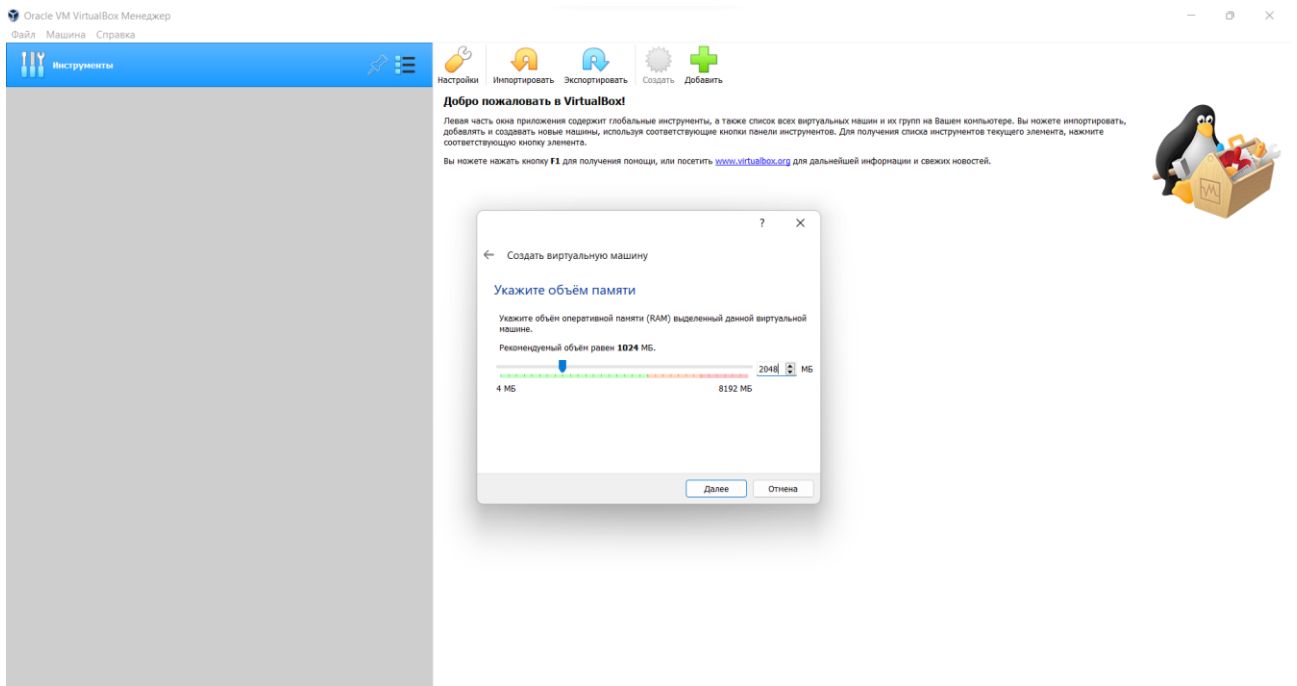 Oracle VM VirtualBox Менеджер
Файл Машина Справка
Инструменты
Настройки Импортировать Экспортировать Создать Добавить
Добро пожаловать в VirtualBox!
Левая часть окна приложения содержит глобальные инструменты, а также список всех виртуальных машин и их групп на Вашем компьютере. Вы можете импортировать,
добавлять и создавать новые машины, используя соответствующие кнопки панели инструментов. Для получения списка инструментов текущего элемента, нажмите
соответствующую кнопку элемента.
Вы можете нажать кнопку F1 для получения помощи, или посетить www.virtualbox.org для дальнейшей информации и свежих новостей.
?
Создать виртуальную машину
Укажите объём памяти
Укажите объём оперативной памяти (RAM) выделенный данной виртуальной
машине.
Рекомендуемый объём равен 1024 МБ.
2048 МБ
4 МБ 8192 МБ
Далее Отмена